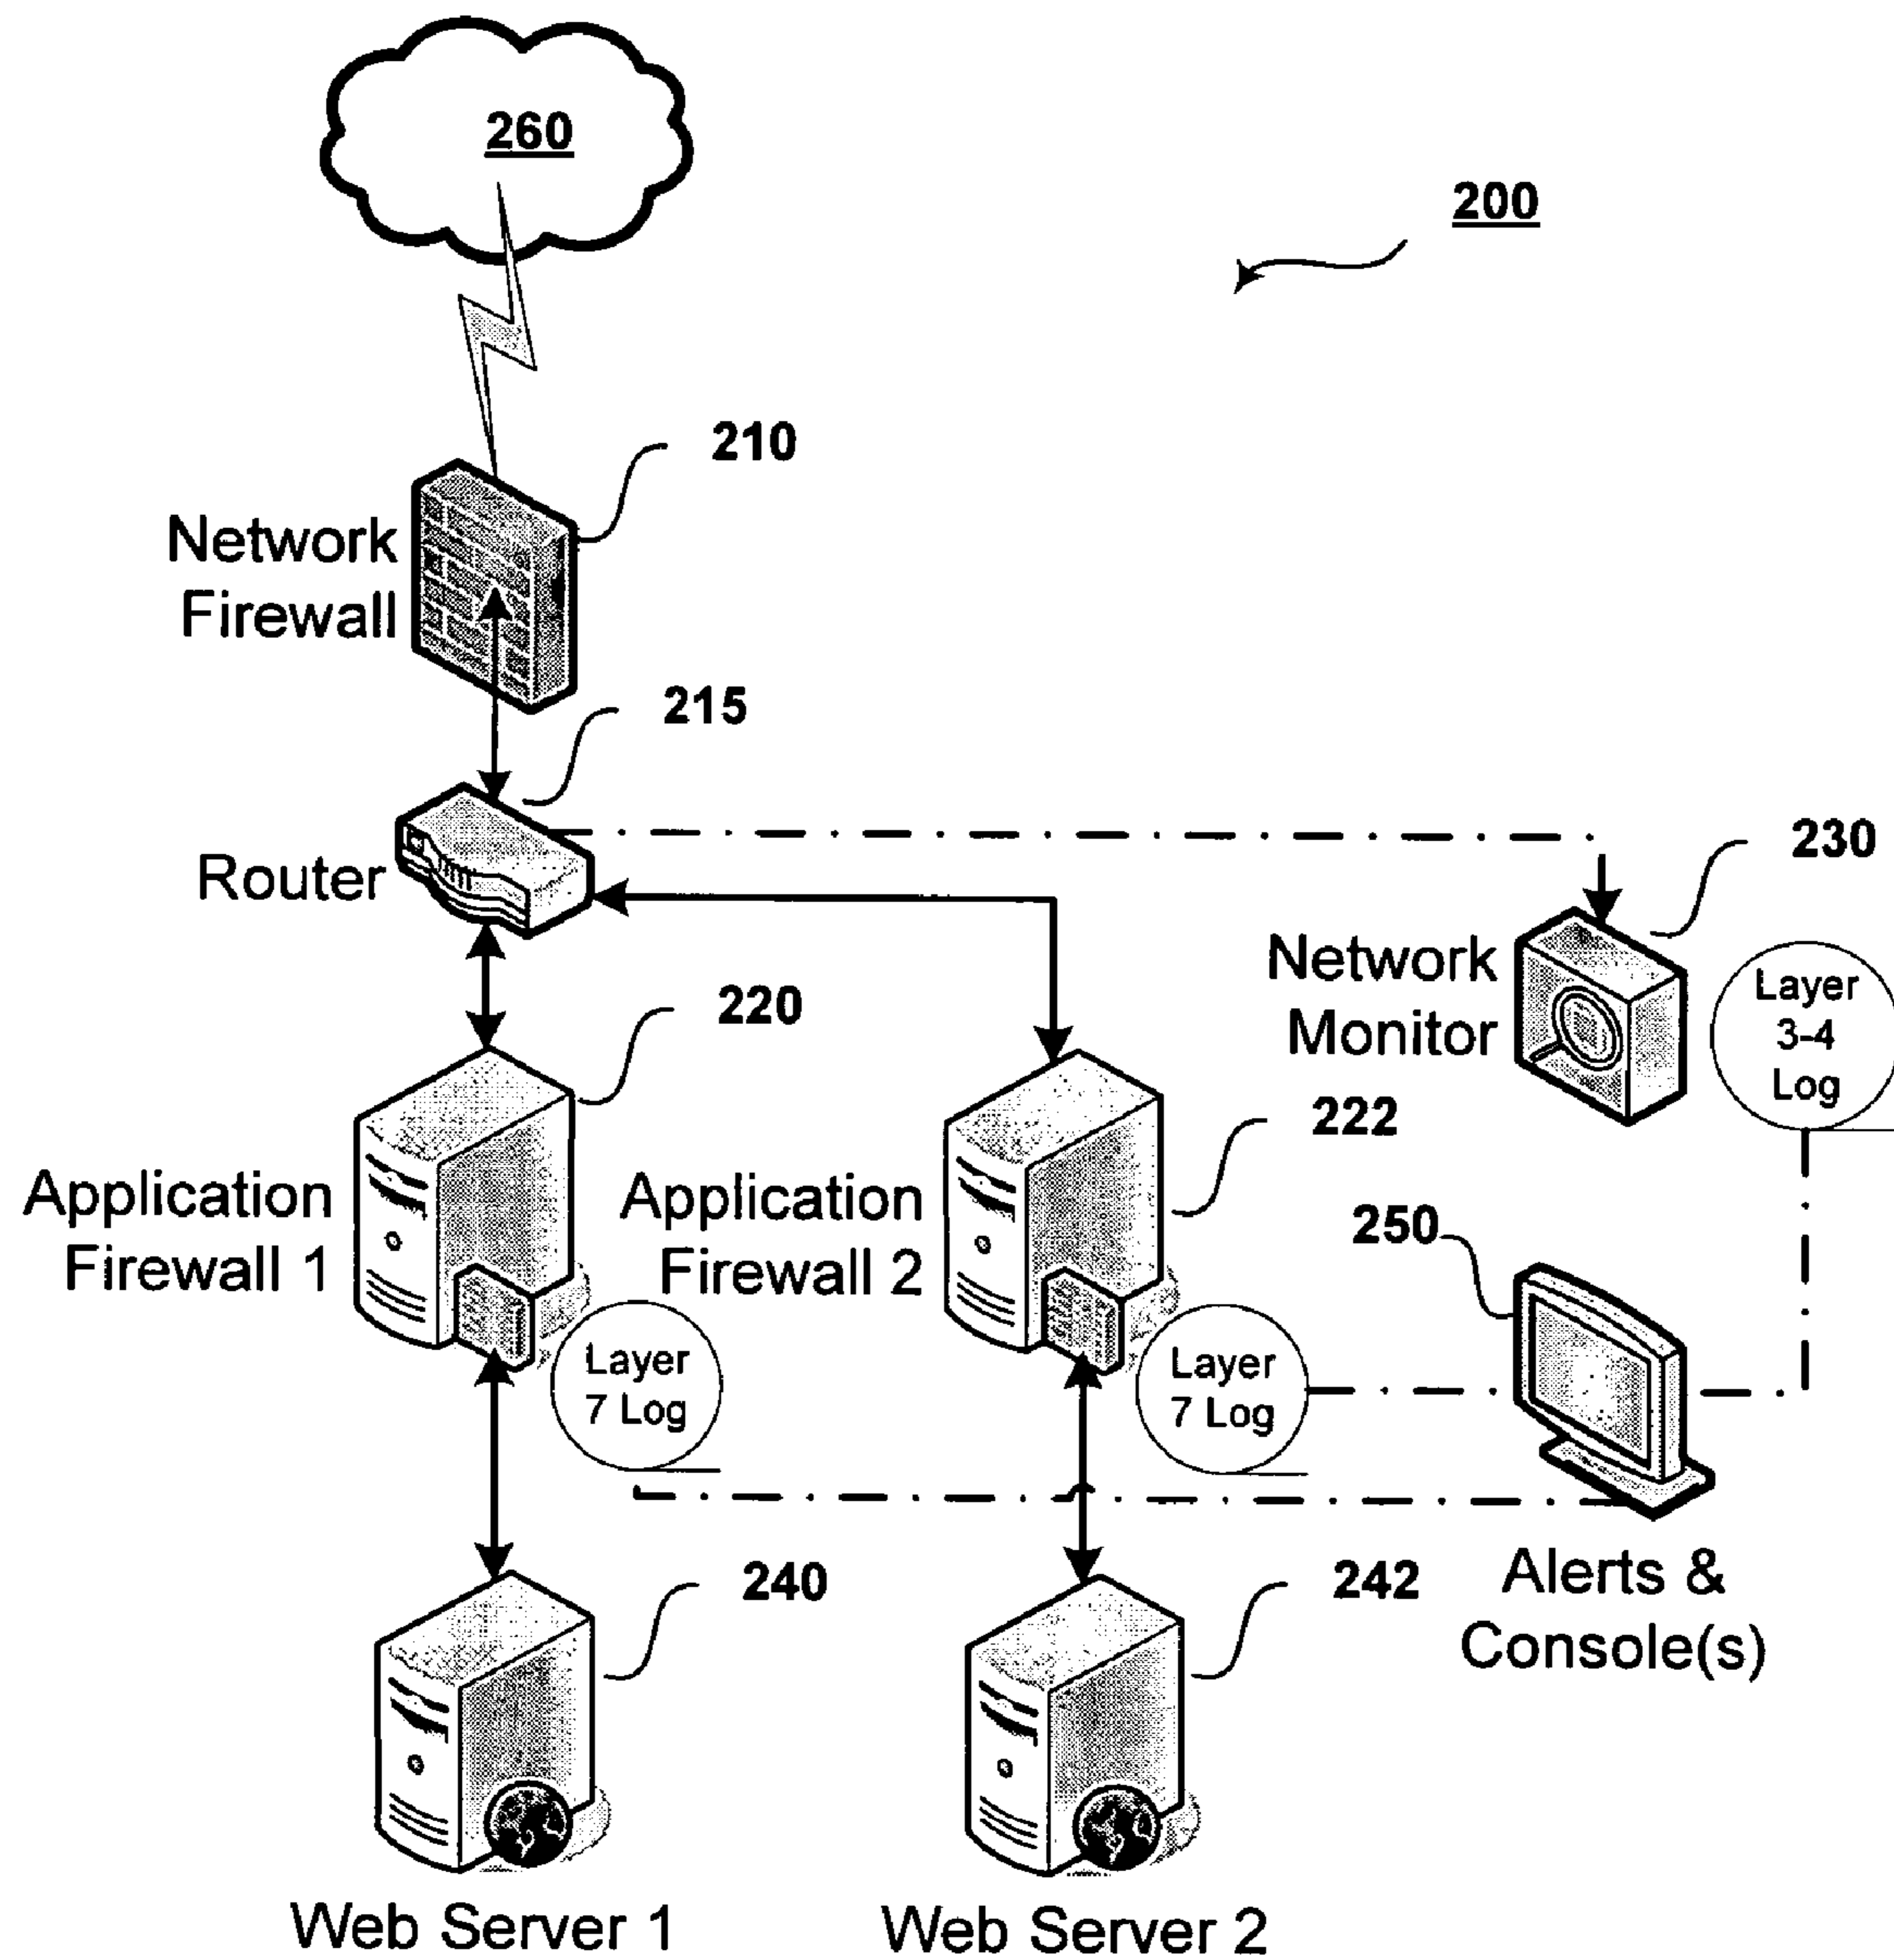 260
200
210
Network
Firewall
215
Router
230
Network
Monitor
Layer
3-4
Log
220
Application
Firewall 1
Layer
7 Log
222
Application
Firewall 2
Layer
7 Log
250
Alerts &
Console(s)
240
Web Server 1
242
Web Server 2